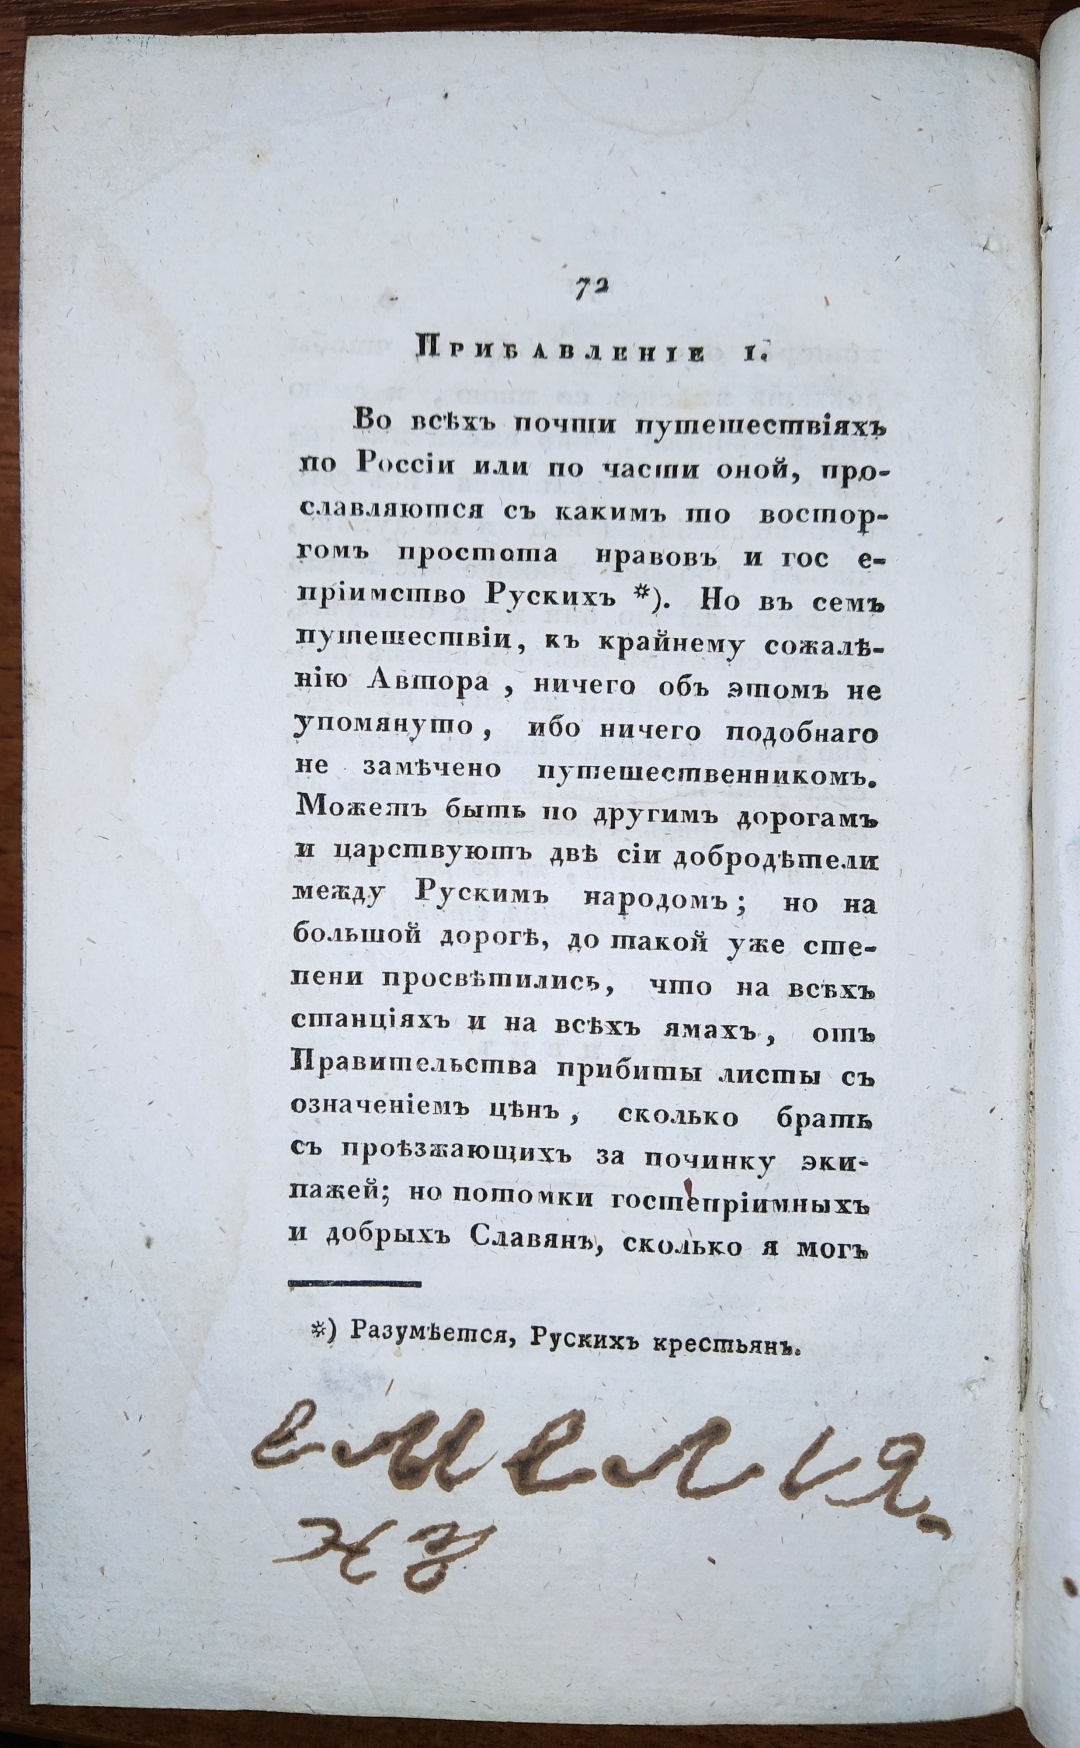 72
Прибавленіе I.
Во всѣхъ почти путешествіяхъ
по Россіи или по части оной, про-
славляются съ какимъ то востор-
гомъ простота нравовъ и гос е-
пріимство Рускихъ *). Но въ семъ
путешествіи, къ крайнему сожалѣ-
нію Автора , ничего объ этомъ не
упомянуто , ибо ничего подобнаго
не замѣчено путешественникомъ.
Можетъ быть по другимъ дорогамъ
и царствуютъ двѣ сіи добродѣтели
между Рускимъ народомъ ; но на
большой дорогѣ, до такой уже сте-
пени просвѣтились, что на всѣхъ
станціяхъ и на всѣхъ ямахъ , отъ
Правительства прибиты листы съ
означеніемъ цѣнъ , сколько брать
съ проѣзжающихъ за починку эки-
пажей; но потомки гостепріимныхъ
и добрыхъ Славянъ, сколько я могъ
*) Разумѣется, Рускихъ крестьянъ.
емелія